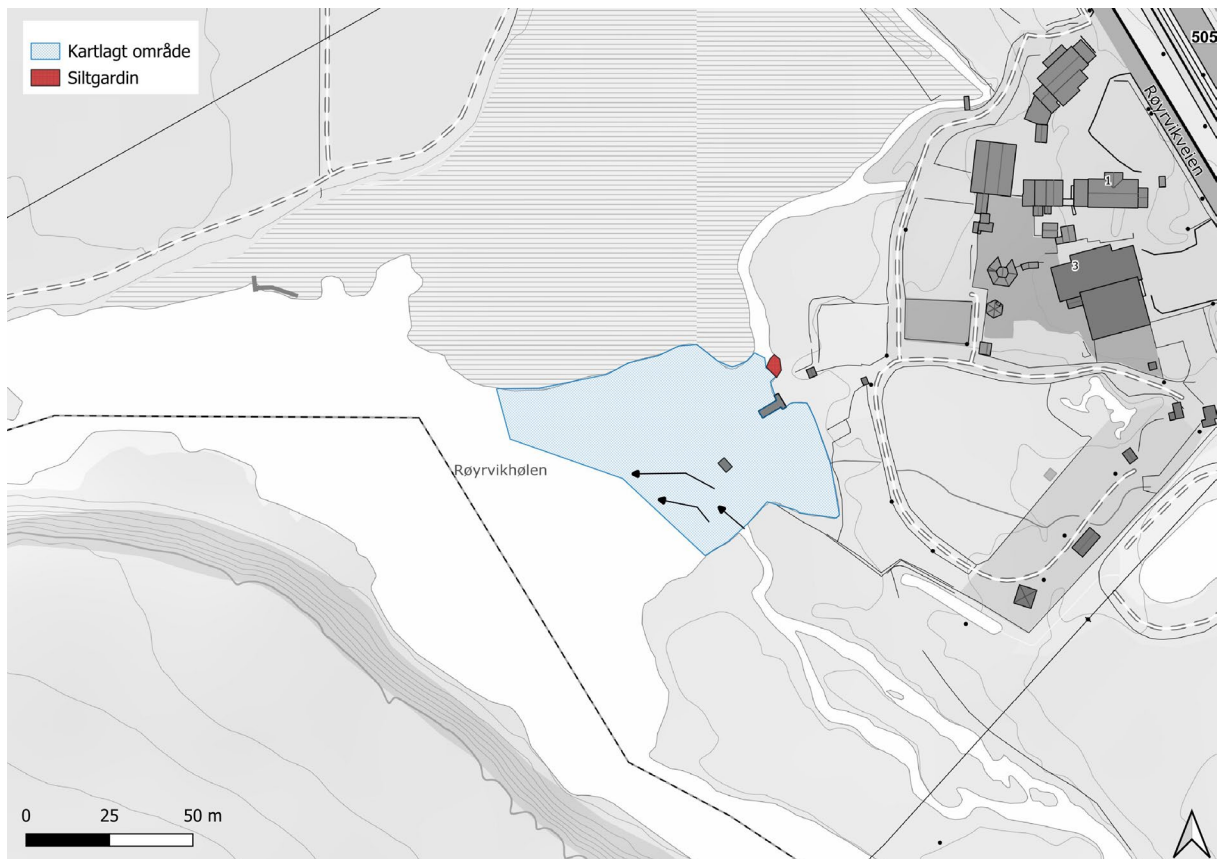 Kartlagt område
Siltgardin
505
Røyrvikveien
1
3
Røyrvikhølen
0 25 50 m